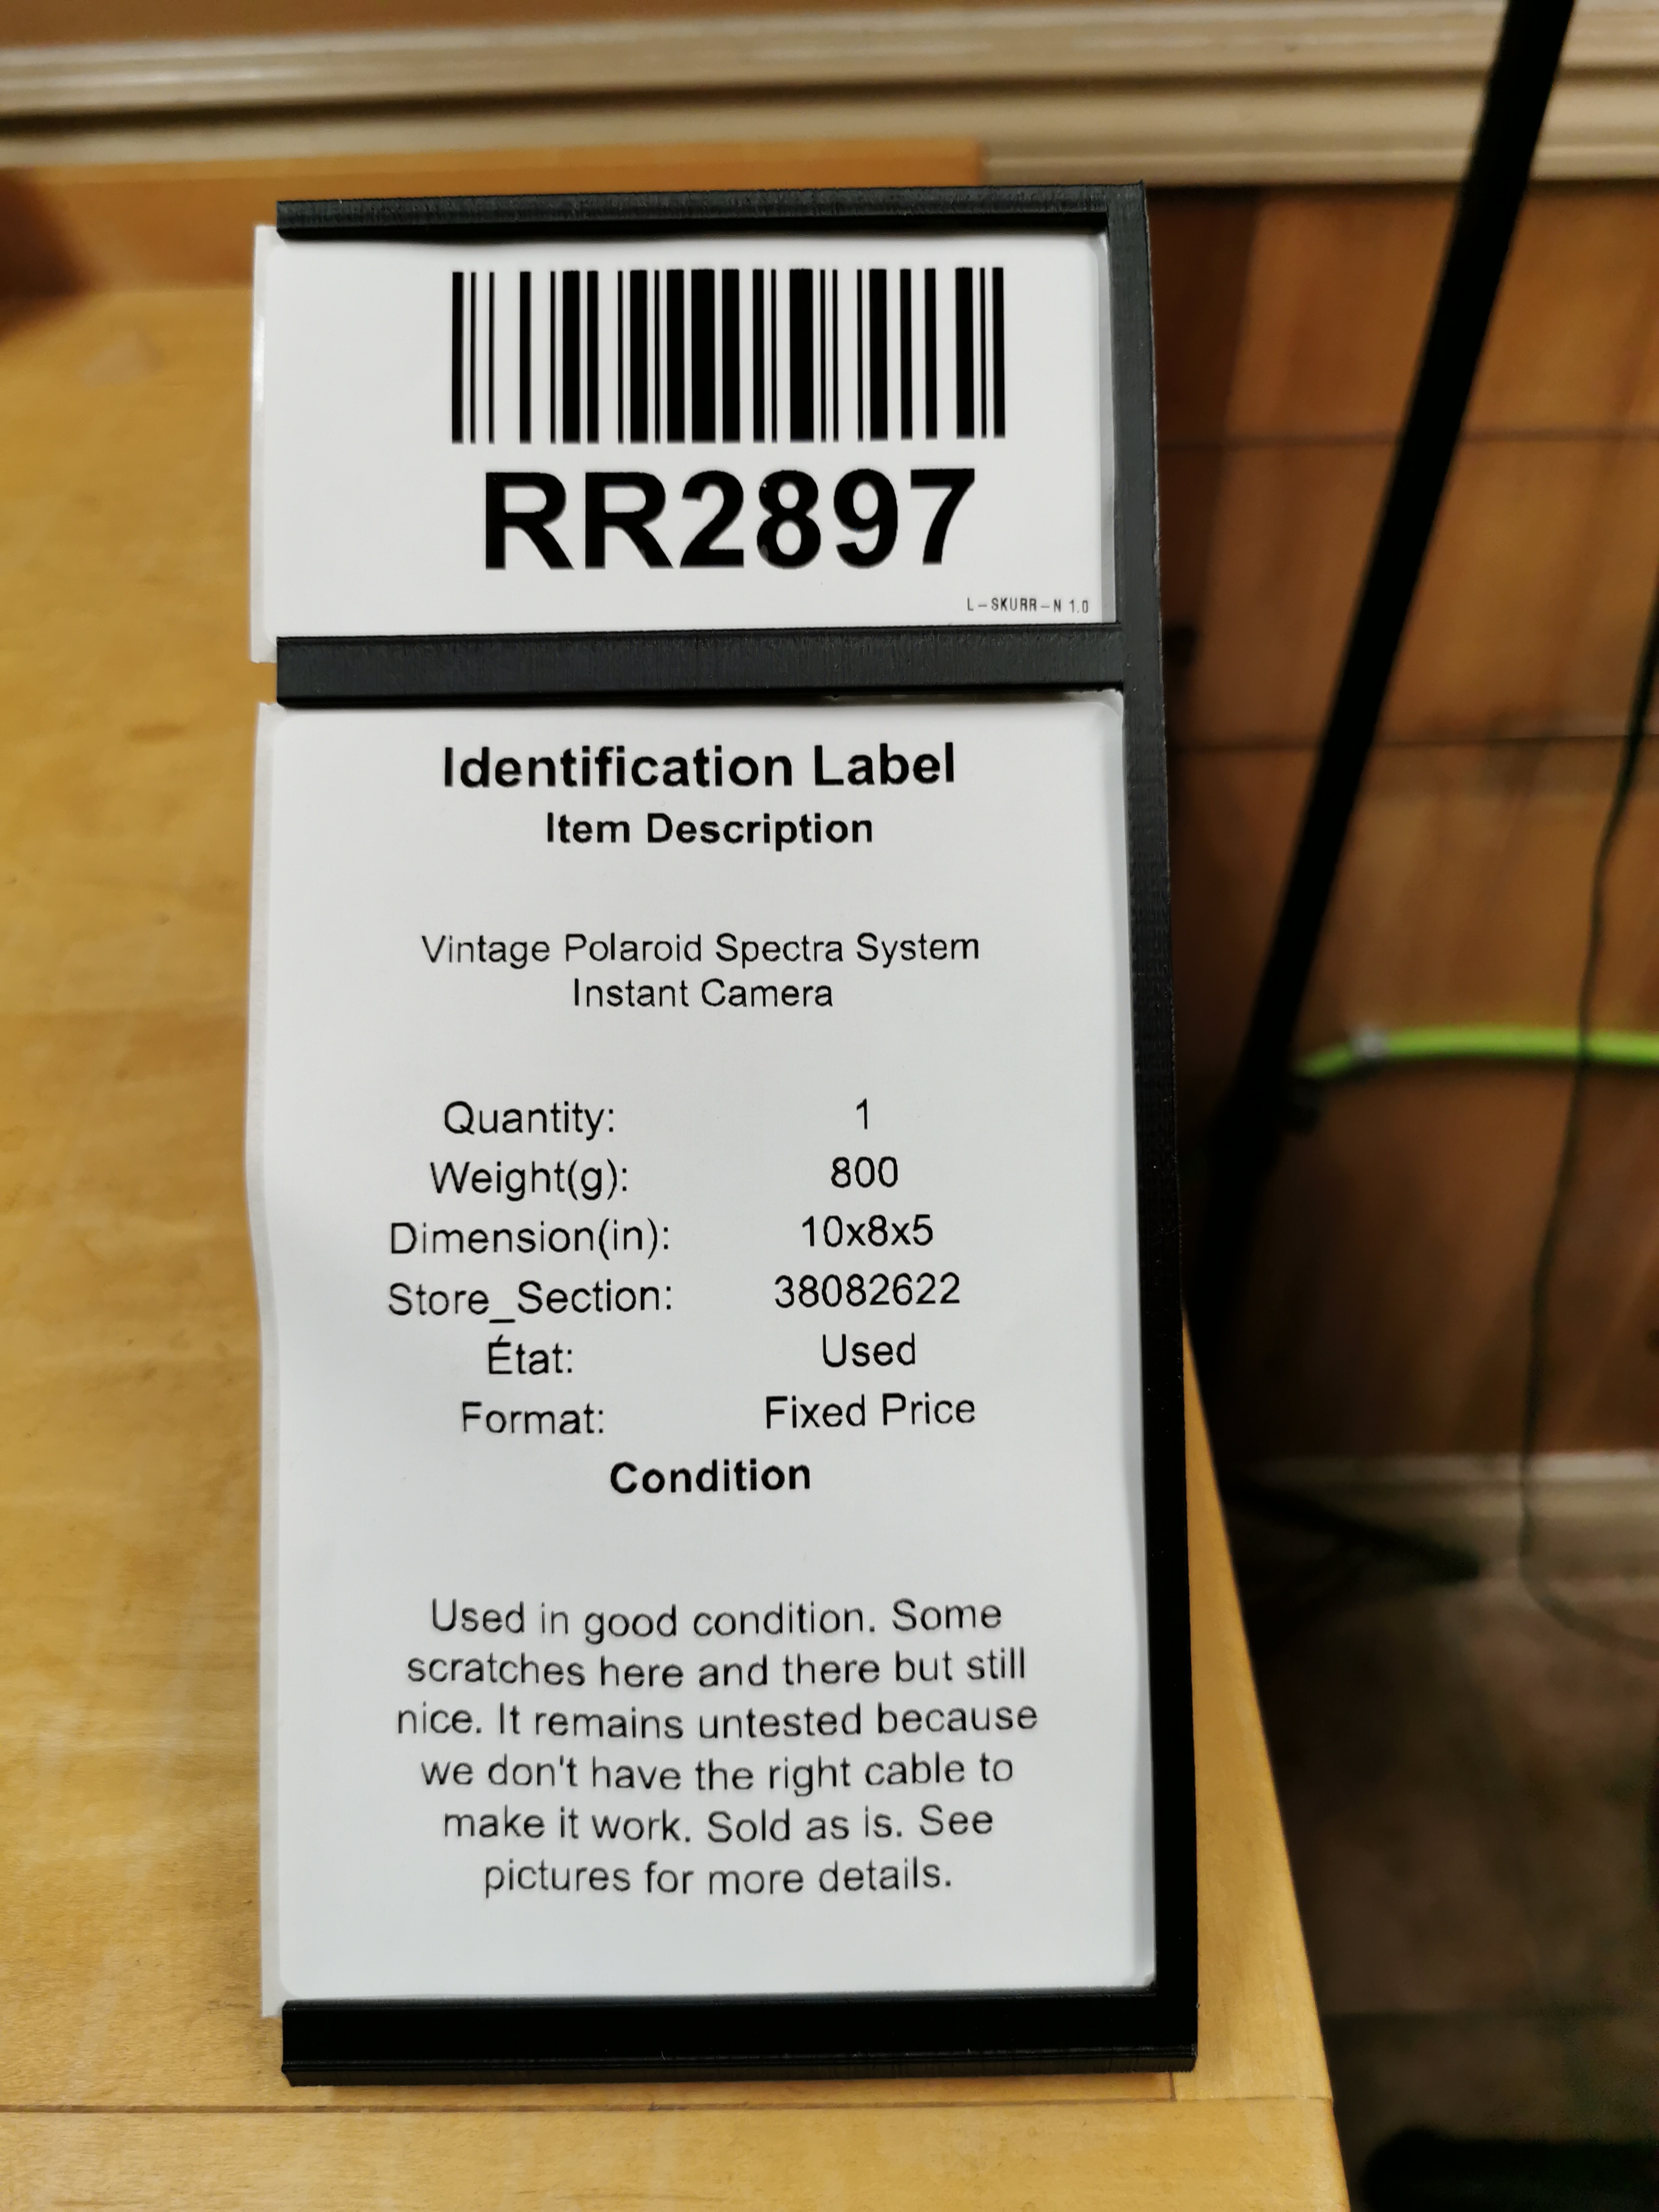 RR2897
L-SKURR-N 1.0
Identification Label
Item Description
Vintage Polaroid Spectra System
Instant Camera
Quantity: 1
Weight(g): 800
Dimension(in): 10x8x5
Store_Section: 38082622
État: Used
Format: Fixed Price
Condition
Used in good condition. Some
scratches here and there but still
nice. It remains untested because
we don't have the right cable to
make it work. Sold as is. See
pictures for more details.